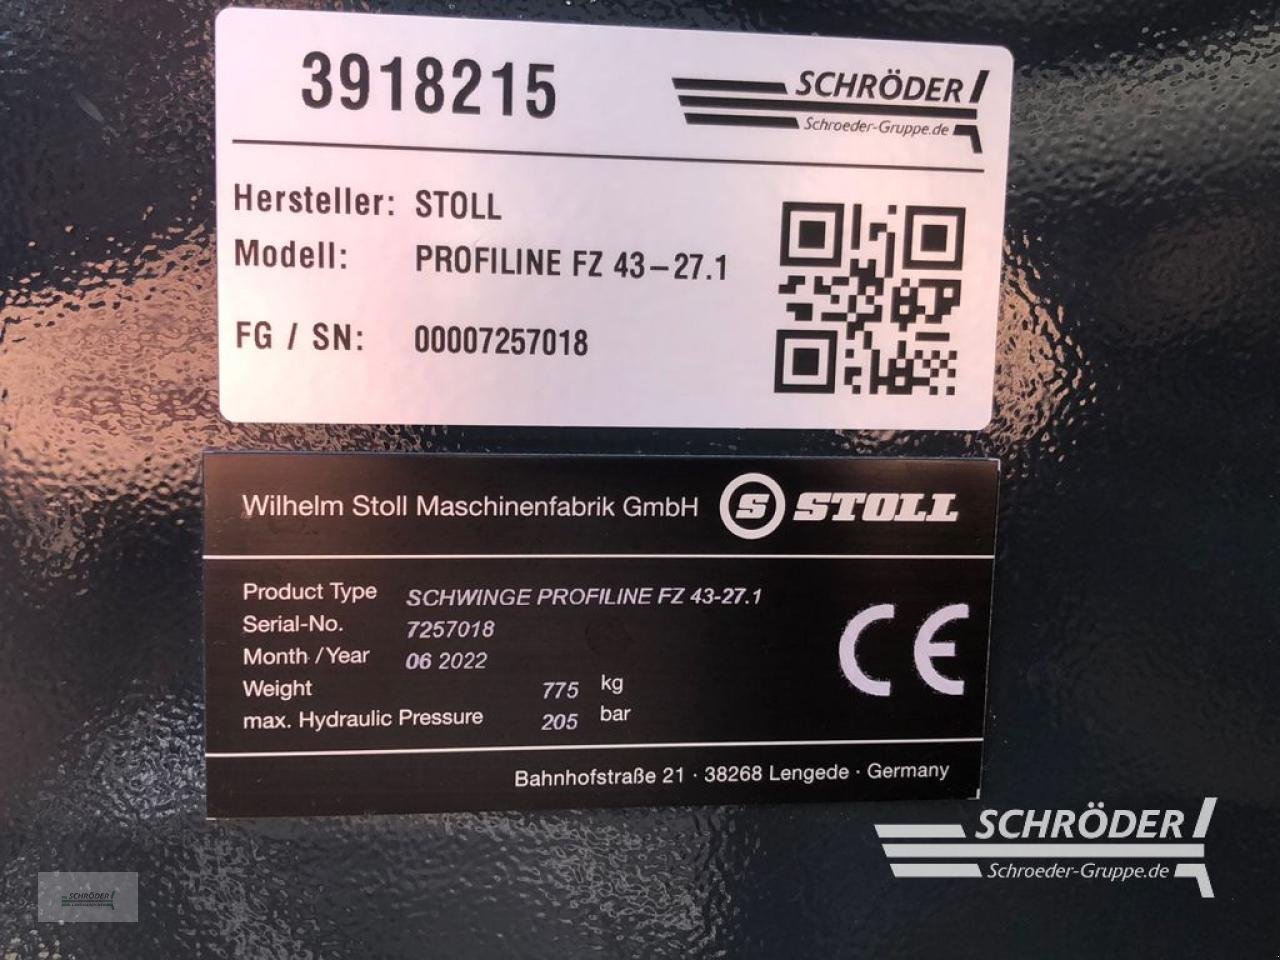 3918215
SCHRÖDER
Schroeder-Gruppe.de
Hersteller: STOLL
Modell: PROFILINE FZ 43-27.1
FG / SN: 00007257018
Wilhelm Stoll Maschinenfabrik GmbH S STOLL
Product Type SCHWINGE PROFILINE FZ 43-27.1
Serial-No. 7257018
Month / Year 06 2022
Weight 775 kg
max. Hydraulic Pressure 205 bar
CE
Bahnhofstraße 21 · 38268 Lengede · Germany
SCHRÖDER
Schroeder-Gruppe.de
SCHRÖDER